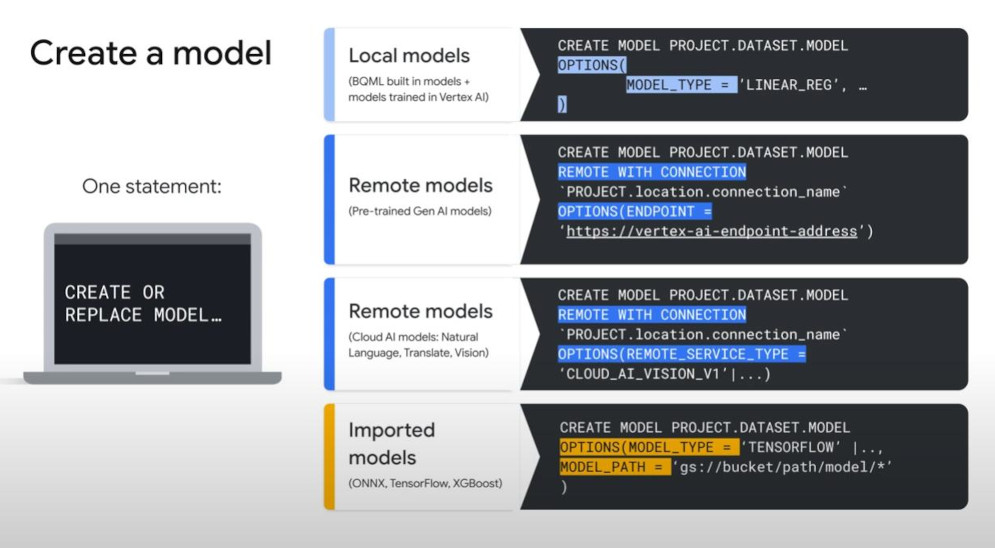 Create a model
One statement:
CREATE OR
REPLACE MODEL…
Local models
(BQML built in models +
models trained in Vertex AI)
CREATE MODEL PROJECT.DATASET.MODEL
OPTIONS(
MODEL_TYPE = ‘LINEAR_REG’, …
)
Remote models
(Pre-trained Gen AI models)
CREATE MODEL PROJECT.DATASET.MODEL
REMOTE WITH CONNECTION
`PROJECT.location.connection_name`
OPTIONS(ENDPOINT =
‘https://vertex-ai-endpoint-address’)
Remote models
(Cloud AI models: Natural
Language, Translate, Vision)
CREATE MODEL PROJECT.DATASET.MODEL
REMOTE WITH CONNECTION
`PROJECT.location.connection_name`
OPTIONS(REMOTE_SERVICE_TYPE =
‘CLOUD_AI_VISION_V1’|...)
Imported
models
(ONNX, TensorFlow, XGBoost)
CREATE MODEL PROJECT.DATASET.MODEL
OPTIONS(MODEL_TYPE = ‘TENSORFLOW’ |..,
MODEL_PATH = ‘gs://bucket/path/model/*’
)